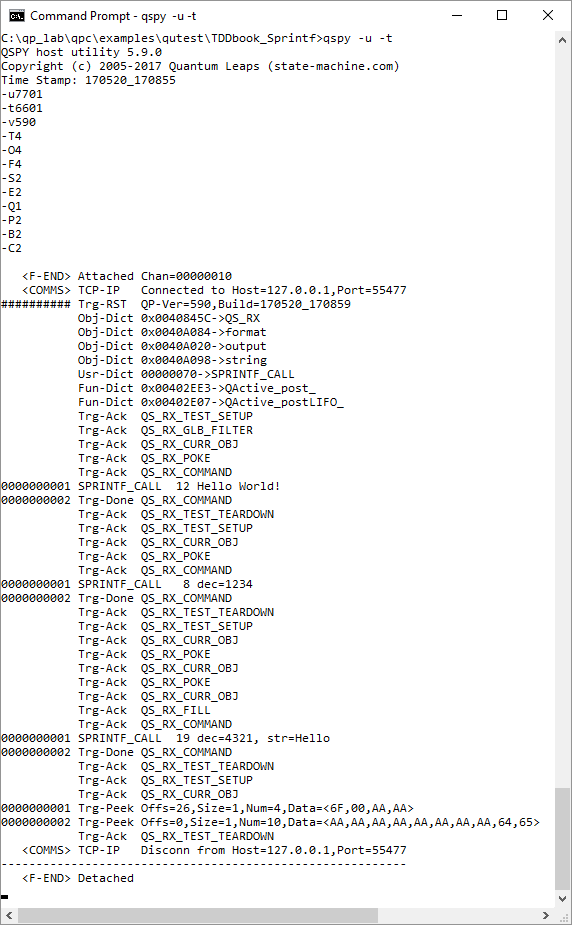 Command Prompt - qspy -u -t
C:\qp_lab\qpc\examples\qutest\TDDbook_Sprintf>qspy -u -t
QSPY host utility 5.9.0
Copyright (c) 2005-2017 Quantum Leaps (state-machine.com)
Time Stamp: 170520_170855
-u7701
-t6601
-v590
-T4
-O4
-F4
-S2
-E2
-Q1
-P2
-B2
-C2
<F-END> Attached Chan=00000010
<COMMS> TCP-IP   Connected to Host=127.0.0.1,Port=55477
########## Trg-RST  QP-Ver=590,Build=170520_170859
Obj-Dict 0x0040845C->QS_RX
Obj-Dict 0x0040A084->format
Obj-Dict 0x0040A020->output
Obj-Dict 0x0040A098->string
Usr-Dict 00000070->SPRINTF_CALL
Fun-Dict 0x00402EE3->QActive_post_
Fun-Dict 0x00402E07->QActive_postLIFO_
Trg-Ack  QS_RX_TEST_SETUP
Trg-Ack  QS_RX_GLB_FILTER
Trg-Ack  QS_RX_CURR_OBJ
Trg-Ack  QS_RX_POKE
Trg-Ack  QS_RX_COMMAND
0000000001 SPRINTF_CALL  12 Hello World!
0000000002 Trg-Done QS_RX_COMMAND
Trg-Ack  QS_RX_TEST_TEARDOWN
Trg-Ack  QS_RX_TEST_SETUP
Trg-Ack  QS_RX_CURR_OBJ
Trg-Ack  QS_RX_POKE
Trg-Ack  QS_RX_COMMAND
0000000001 SPRINTF_CALL   8 dec=1234
0000000002 Trg-Done QS_RX_COMMAND
Trg-Ack  QS_RX_TEST_TEARDOWN
Trg-Ack  QS_RX_TEST_SETUP
Trg-Ack  QS_RX_CURR_OBJ
Trg-Ack  QS_RX_POKE
Trg-Ack  QS_RX_CURR_OBJ
Trg-Ack  QS_RX_POKE
Trg-Ack  QS_RX_CURR_OBJ
Trg-Ack  QS_RX_FILL
Trg-Ack  QS_RX_COMMAND
0000000001 SPRINTF_CALL  19 dec=4321, str=Hello
0000000002 Trg-Done QS_RX_COMMAND
Trg-Ack  QS_RX_TEST_TEARDOWN
Trg-Ack  QS_RX_TEST_SETUP
Trg-Ack  QS_RX_CURR_OBJ
0000000001 Trg-Peek Offs=26,Size=1,Num=4,Data=<6F,00,AA,AA>
0000000002 Trg-Peek Offs=0,Size=1,Num=10,Data=<AA,AA,AA,AA,AA,AA,AA,AA,64,65>
Trg-Ack  QS_RX_TEST_TEARDOWN
<COMMS> TCP-IP   Disconn from Host=127.0.0.1,Port=55477
----------------------------------------------------------
<F-END> Detached